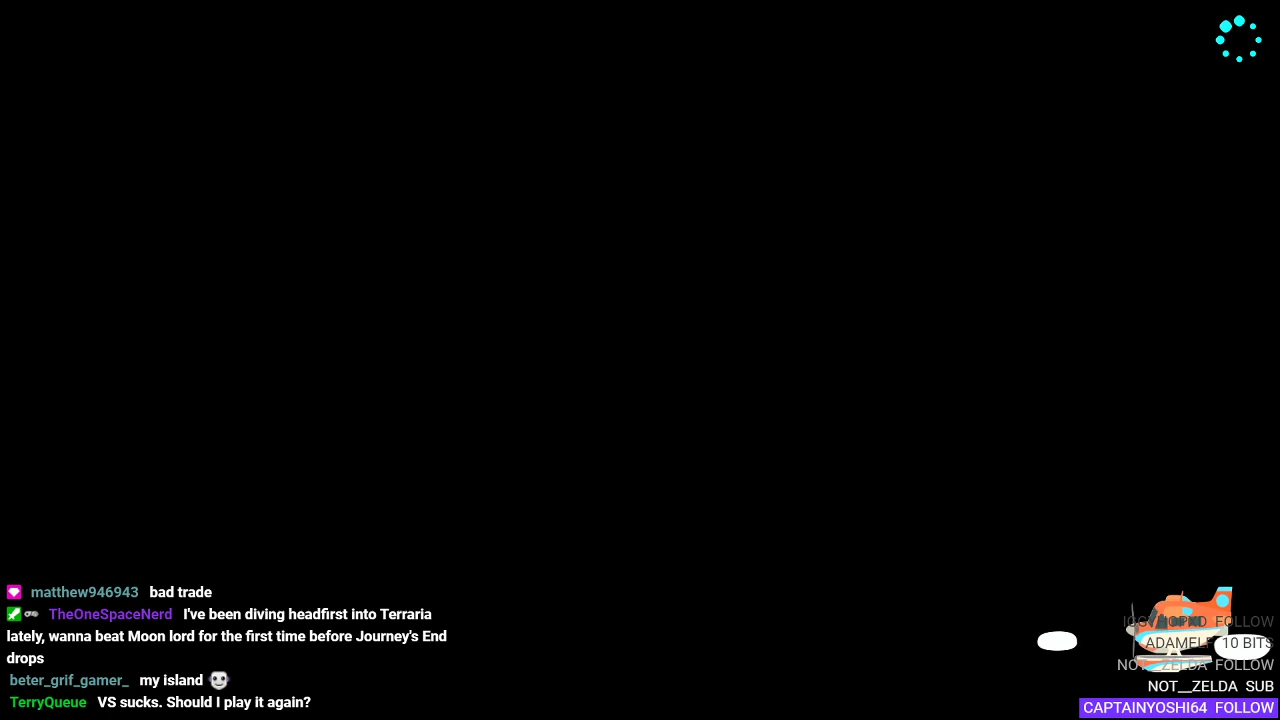 matthew946943 bad trade
TheOneSpaceNerd I've been diving headfirst into Terraria
lately, wanna beat Moon lord for the first time before Journey's End
drops
beter_grif_gamer_ my island
TerryQueue VS sucks. Should I play it again?
FOLLOW
10 BITS
NOT__ZELDA FOLLOW
NOT__ZELDA SUB
CAPTAINYOSHI64 FOLLOW